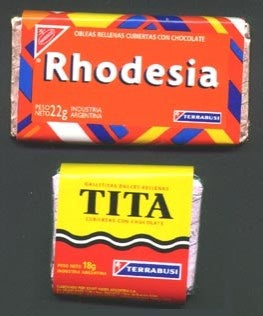 Nabisco
OBLEAS RELLENAS CUBIERTAS CON CHOCOLATE
Rhodesia
PESO
NETO 22g
INDUSTRIA
ARGENTINA
TERRABUSI
GALLETITAS DULCES RELLENAS
TITA
CUBIERTAS CON CHOCOLATE
PESO NETO 18g
INDUSTRIA ARGENTINA
TERRABUSI